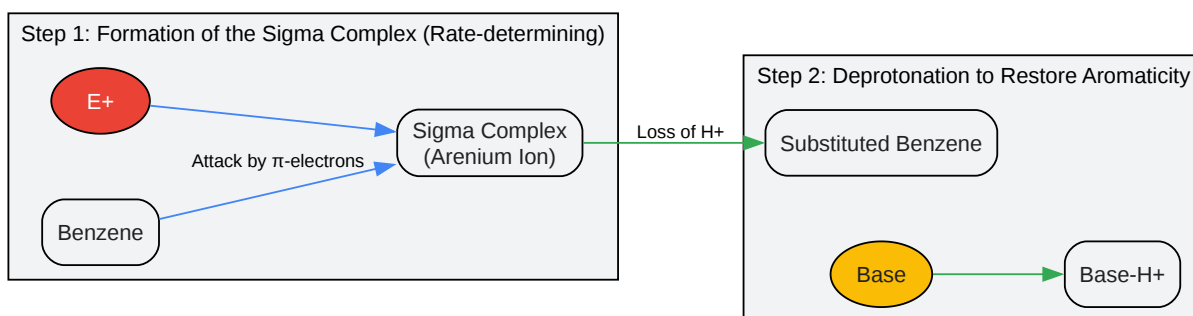 Step 1: Formation of the Sigma Complex (Rate-determining)
E+
Attack by π-electrons
Benzene
Sigma Complex
(Arenium Ion)
Loss of H+
Step 2: Deprotonation to Restore Aromaticity
Substituted Benzene
Base
Base-H+